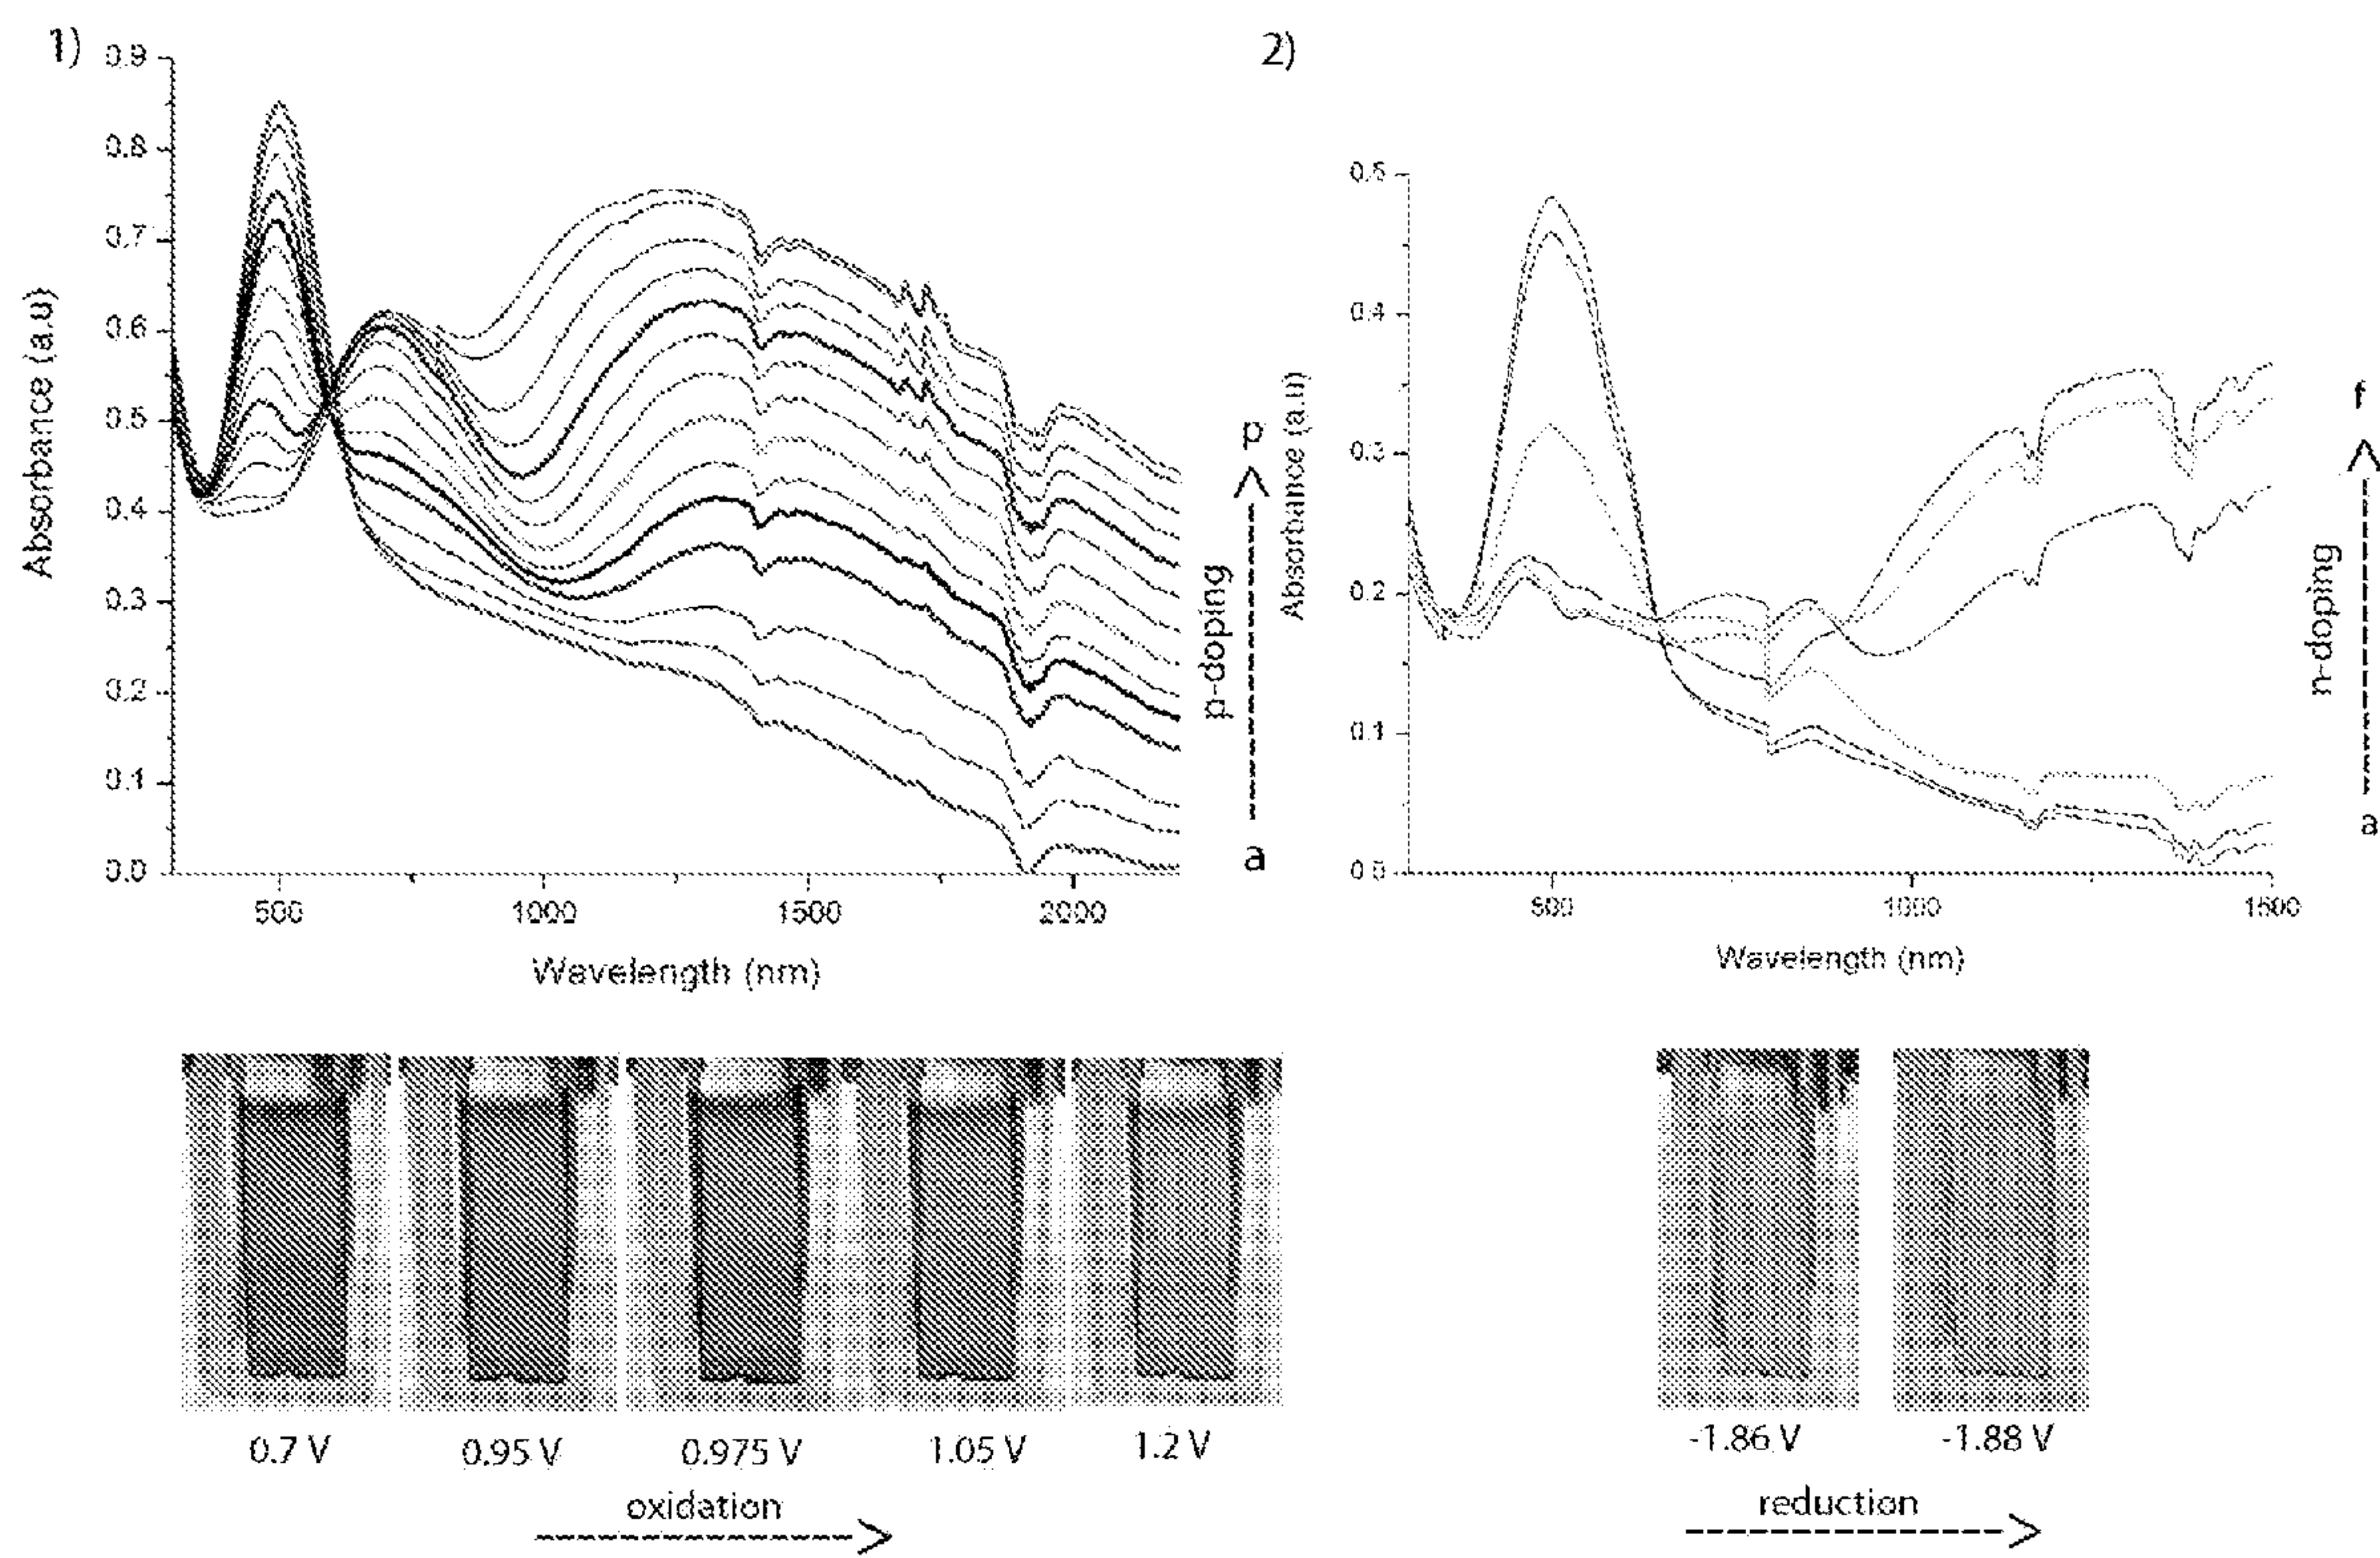 1)
0.9
0.8
0.7
0.6
0.5
0.4
0.3
0.2
0.1
0.0
500
1000
1500
2000
Absorbance (a.u)
Wavelength (nm)
p
p-doping
a
2)
0.5
0.4
0.3
0.2
0.1
0.0
500
1000
1500
Absorbance (a.u)
Wavelength (nm)
f
n-doping
a
0.7 V
0.95 V
0.975 V
1.05 V
1.2 V
oxidation
-1.86 V
-1.88 V
reduction